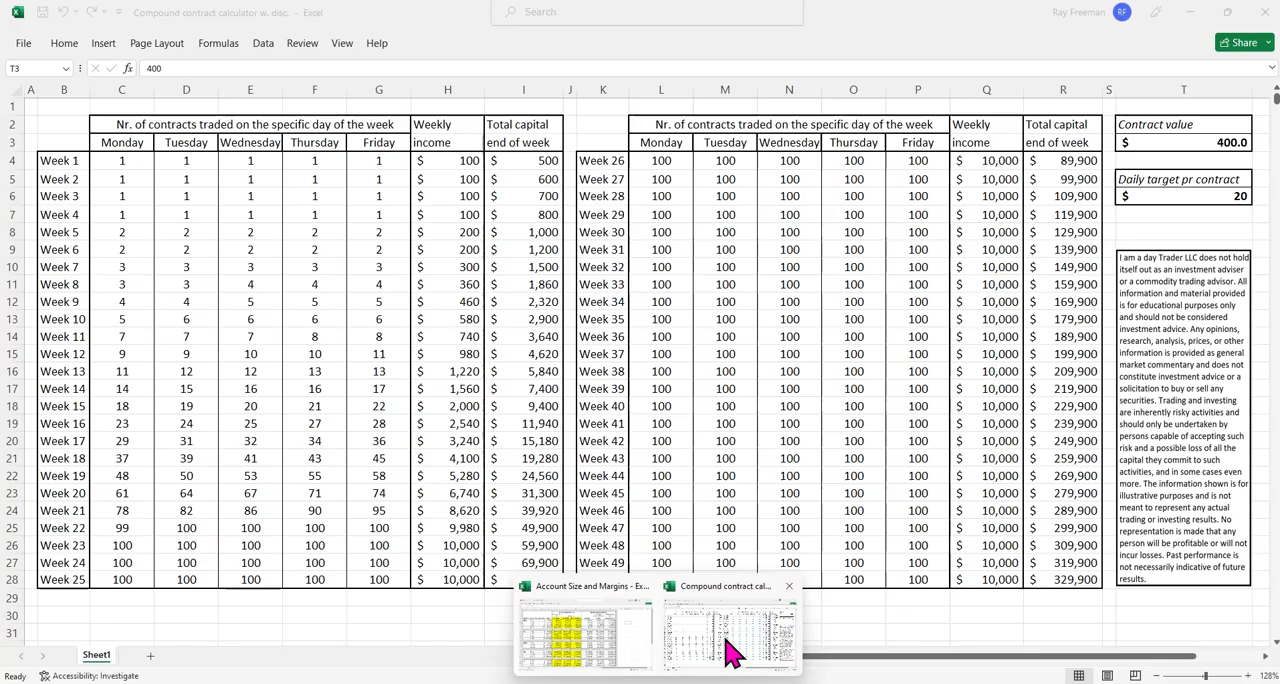 Compound contract calculator w. disc. - Excel
Search
Ray Freeman RF
File Home Insert Page Layout Formulas Data Review View Help
Share
T3 fx 400
A B C D E F G H I J K L M N O P Q R S T
1
2 Nr. of contracts traded on the specific day of the week Weekly Total capital Nr. of contracts traded on the specific day of the week Weekly Total capital Contract value
3 Monday Tuesday Wednesday Thursday Friday income end of week Monday Tuesday Wednesday Thursday Friday income end of week $ 400.0
4 Week 1 1 1 1 1 1 $ 100 $ 500 Week 26 100 100 100 100 100 $ 10,000 $ 89,900
5 Week 2 1 1 1 1 1 $ 100 $ 600 Week 27 100 100 100 100 100 $ 10,000 $ 99,900 Daily target pr contract
6 Week 3 1 1 1 1 1 $ 100 $ 700 Week 28 100 100 100 100 100 $ 10,000 $ 109,900 $ 20
7 Week 4 1 1 1 1 1 $ 100 $ 800 Week 29 100 100 100 100 100 $ 10,000 $ 119,900
8 Week 5 2 2 2 2 2 $ 200 $ 1,000 Week 30 100 100 100 100 100 $ 10,000 $ 129,900
9 Week 6 2 2 2 2 2 $ 200 $ 1,200 Week 31 100 100 100 100 100 $ 10,000 $ 139,900
10 Week 7 3 3 3 3 3 $ 300 $ 1,500 Week 32 100 100 100 100 100 $ 10,000 $ 149,900
11 Week 8 3 3 4 4 4 $ 360 $ 1,860 Week 33 100 100 100 100 100 $ 10,000 $ 159,900
12 Week 9 4 4 5 5 5 $ 460 $ 2,320 Week 34 100 100 100 100 100 $ 10,000 $ 169,900
13 Week 10 5 6 6 6 6 $ 580 $ 2,900 Week 35 100 100 100 100 100 $ 10,000 $ 179,900
14 Week 11 7 7 7 8 8 $ 740 $ 3,640 Week 36 100 100 100 100 100 $ 10,000 $ 189,900
15 Week 12 9 9 10 10 11 $ 980 $ 4,620 Week 37 100 100 100 100 100 $ 10,000 $ 199,900
16 Week 13 11 12 12 13 13 $ 1,220 $ 5,840 Week 38 100 100 100 100 100 $ 10,000 $ 209,900
17 Week 14 14 15 16 16 17 $ 1,560 $ 7,400 Week 39 100 100 100 100 100 $ 10,000 $ 219,900
18 Week 15 18 19 20 21 22 $ 2,000 $ 9,400 Week 40 100 100 100 100 100 $ 10,000 $ 229,900
19 Week 16 23 24 25 27 28 $ 2,540 $ 11,940 Week 41 100 100 100 100 100 $ 10,000 $ 239,900
20 Week 17 29 31 32 34 36 $ 3,240 $ 15,180 Week 42 100 100 100 100 100 $ 10,000 $ 249,900
21 Week 18 37 39 41 43 45 $ 4,100 $ 19,280 Week 43 100 100 100 100 100 $ 10,000 $ 259,900
22 Week 19 48 50 53 55 58 $ 5,280 $ 24,560 Week 44 100 100 100 100 100 $ 10,000 $ 269,900
23 Week 20 61 64 67 71 74 $ 6,740 $ 31,300 Week 45 100 100 100 100 100 $ 10,000 $ 279,900
24 Week 21 78 82 86 90 95 $ 8,620 $ 39,920 Week 46 100 100 100 100 100 $ 10,000 $ 289,900
25 Week 22 99 100 100 100 100 $ 9,980 $ 49,900 Week 47 100 100 100 100 100 $ 10,000 $ 299,900
26 Week 23 100 100 100 100 100 $ 10,000 $ 59,900 Week 48 100 100 100 100 100 $ 10,000 $ 309,900
27 Week 24 100 100 100 100 100 $ 10,000 $ 69,900 Week 49 100 100 100 100 100 $ 10,000 $ 319,900
28 Week 25 100 100 100 100 100 $ 10,000 $ 100 100 $ 10,000 $ 329,900
29
30
31
I am a day Trader LLC does not hold
itself out as an investment adviser
or a commodity trading advisor. All
information and material provided
is for educational purposes only
and should not be considered
investment advice. Any opinions,
research, analysis, prices, or other
information is provided as general
market commentary and does not
constitute investment advice or a
solicitation to buy or sell any
securities. Trading and investing
are inherently risky activities and
should only be undertaken by
persons capable of accepting such
risk and a possible loss of all the
capital they commit to such
activities, and in some cases even
more. The information shown is for
illustrative purposes and is not
meant to represent any actual
trading or investing results. No
representation is made that any
person will be profitable or will not
incur losses. Past performance is
not necessarily indicative of future
results.
Account Size and Margins - Ex... Compound contract cal...
Sheet1
Ready Accessibility: Investigate 128%